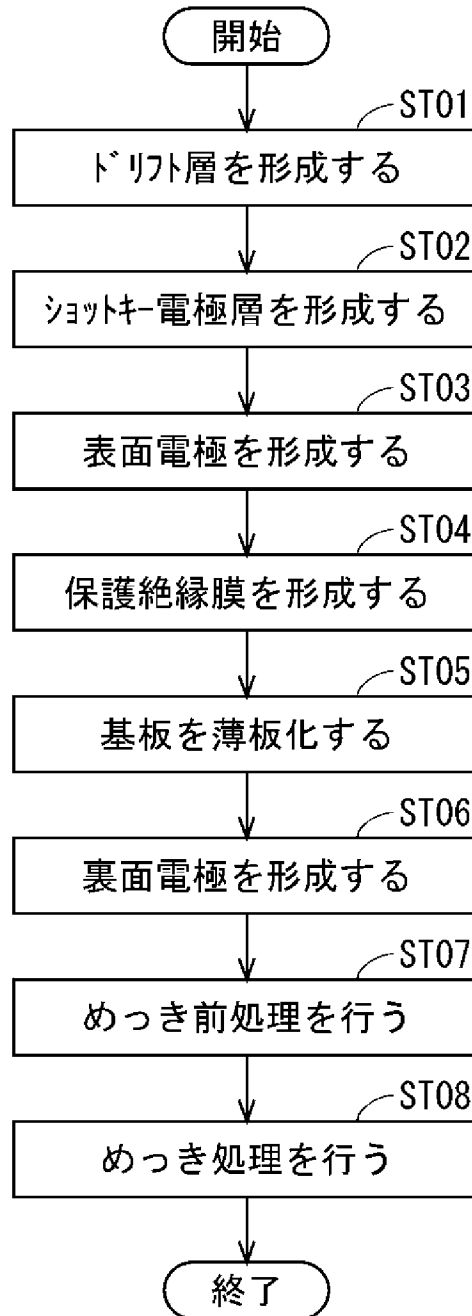 開始
ST01
ﾄﾞﾘﾌﾄ層を形成する
ST02
ｼｮｯﾄｷｰ電極層を形成する
ST03
表面電極を形成する
ST04
保護絶縁膜を形成する
ST05
基板を薄板化する
ST06
裏面電極を形成する
ST07
めっき前処理を行う
ST08
めっき処理を行う
終了